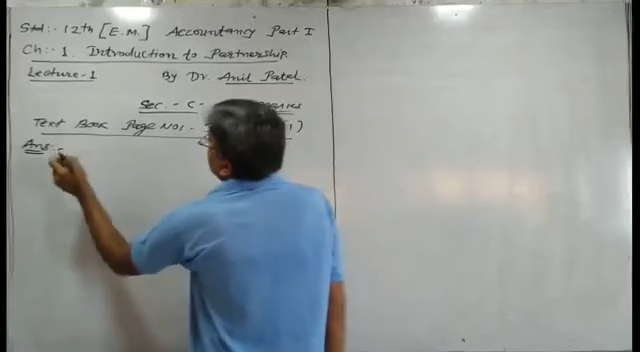 Std:- 12th [E.M.] Accountancy Part I
Ch:- 1. Introduction to Partnership.
Lecture-1 By Dr. Anil Patel.
Sec. - C -
Text Book Page No. - 1)
Ans:-